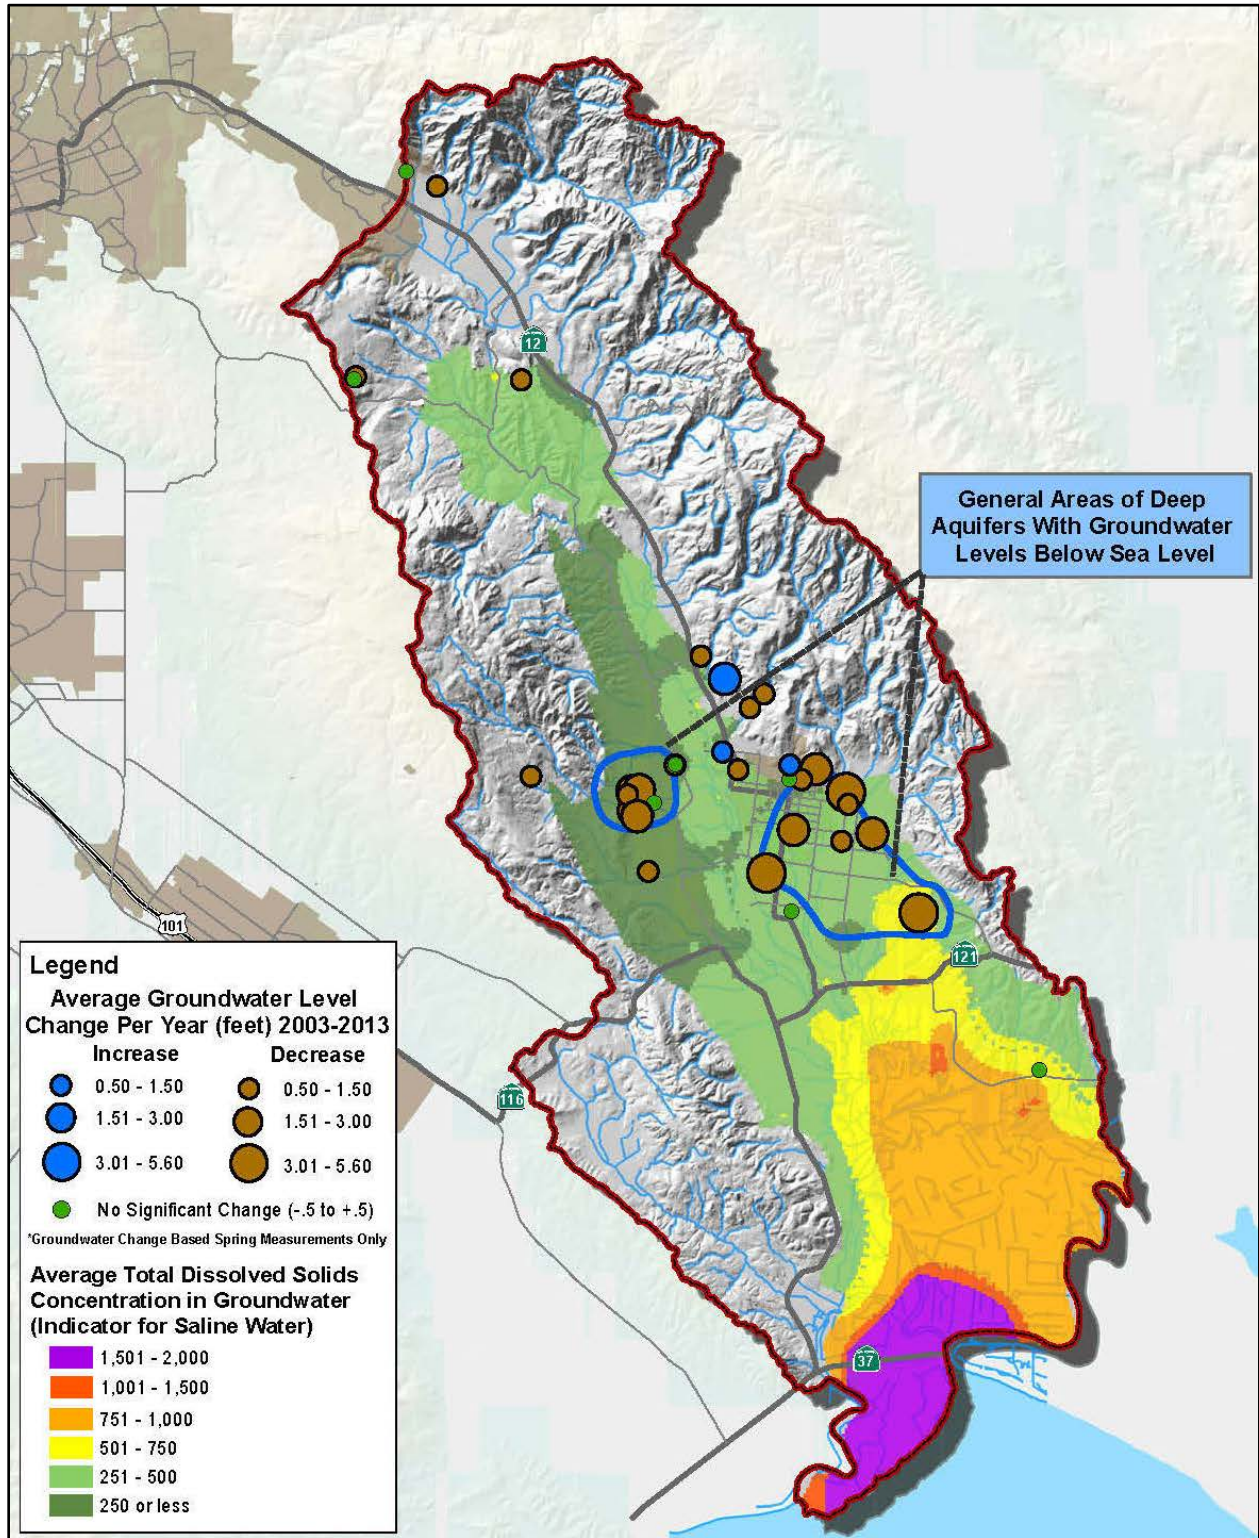 12
General Areas of Deep
Aquifers With Groundwater
Levels Below Sea Level
101
121
116
37
Legend
Average Groundwater Level
Change Per Year (feet) 2003-2013
Increase Decrease
0.50 - 1.50 0.50 - 1.50
1.51 - 3.00 1.51 - 3.00
3.01 - 5.60 3.01 - 5.60
No Significant Change (-.5 to +.5)
*Groundwater Change Based Spring Measurements Only
Average Total Dissolved Solids
Concentration in Groundwater
(Indicator for Saline Water)
1,501 - 2,000
1,001 - 1,500
751 - 1,000
501 - 750
251 - 500
250 or less